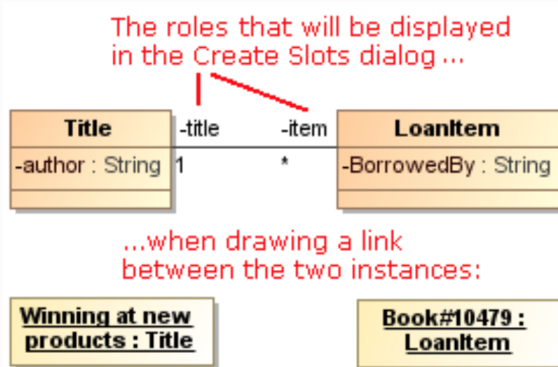 The roles that will be displayed
in the Create Slots dialog ...
Title
-title
-item
LoanItem
-author : String
1
*
-BorrowedBy : String
...when drawing a link
between the two instances:
Winning at new
products : Title
Book#10479 :
LoanItem